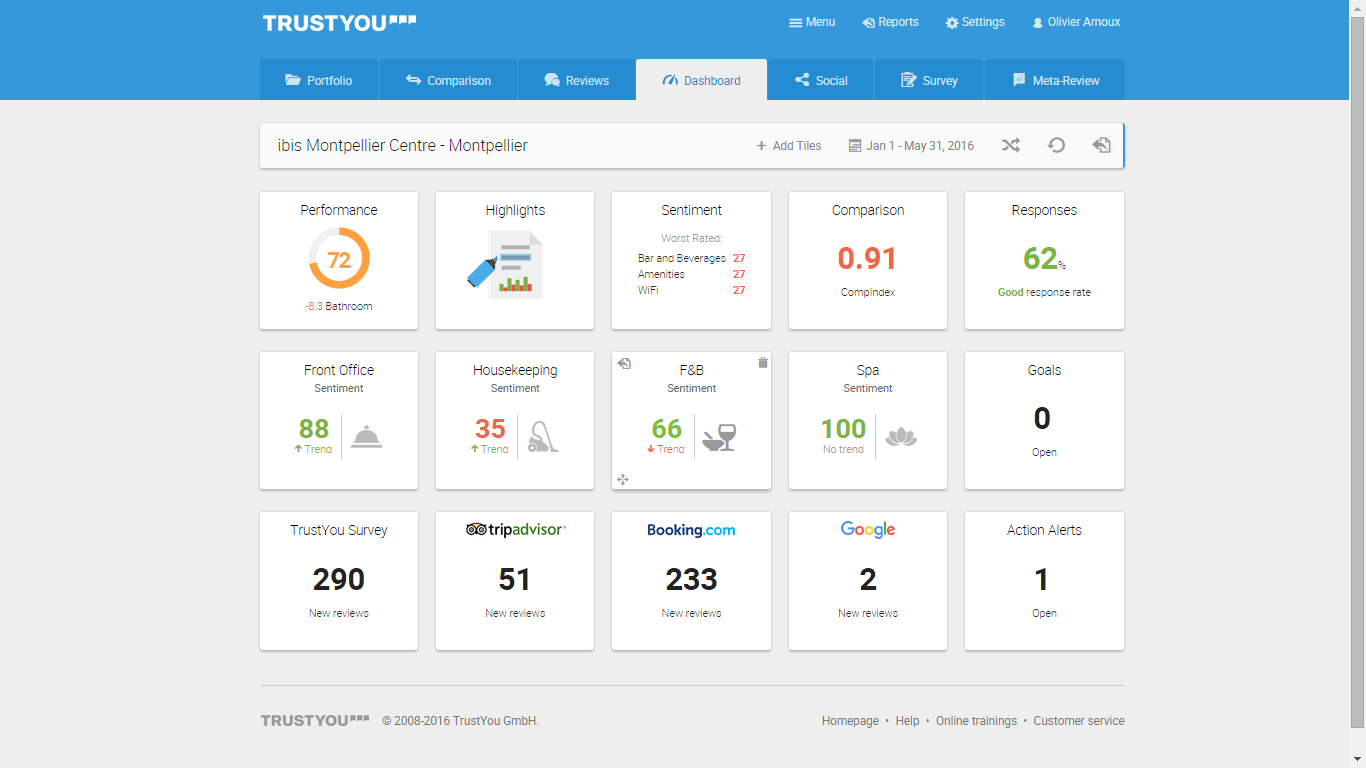 TRUSTYOU
Menu
Reports
Settings
Olivier Arnoux
Portfolio
Comparison
Reviews
Dashboard
Social
Survey
Meta-Review
ibis Montpellier Centre - Montpellier
+ Add Tiles
Jan 1 - May 31, 2016
Performance
72
-8.3 Bathroom
Highlights
Sentiment
Worst Rated:
Bar and Beverages 27
Amenities 27
WiFi 27
Comparison
0.91
CompIndex
Responses
62%
Good response rate
Front Office
Sentiment
88
Trend
Housekeeping
Sentiment
35
Trend
F&B
Sentiment
66
Trend
Spa
Sentiment
100
No trend
Goals
0
Open
TrustYou Survey
290
New reviews
tripadvisor®
51
New reviews
Booking.com
233
New reviews
Google
2
New reviews
Action Alerts
1
Open
TRUSTYOU © 2008-2016 TrustYou GmbH.
Homepage • Help • Online trainings • Customer service